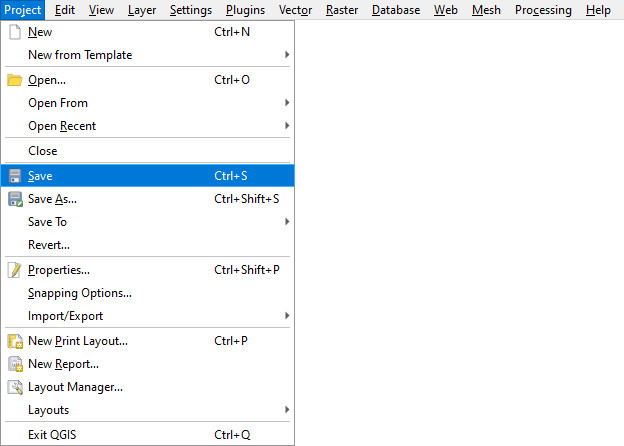 Project Edit View Layer Settings Plugins Vector Raster Database Web Mesh Processing Help
New Ctrl+N
New from Template
Open... Ctrl+O
Open From
Open Recent
Close
Save Ctrl+S
Save As... Ctrl+Shift+S
Save To
Revert...
Properties... Ctrl+Shift+P
Snapping Options...
Import/Export
New Print Layout... Ctrl+P
New Report...
Layout Manager...
Layouts
Exit QGIS Ctrl+Q